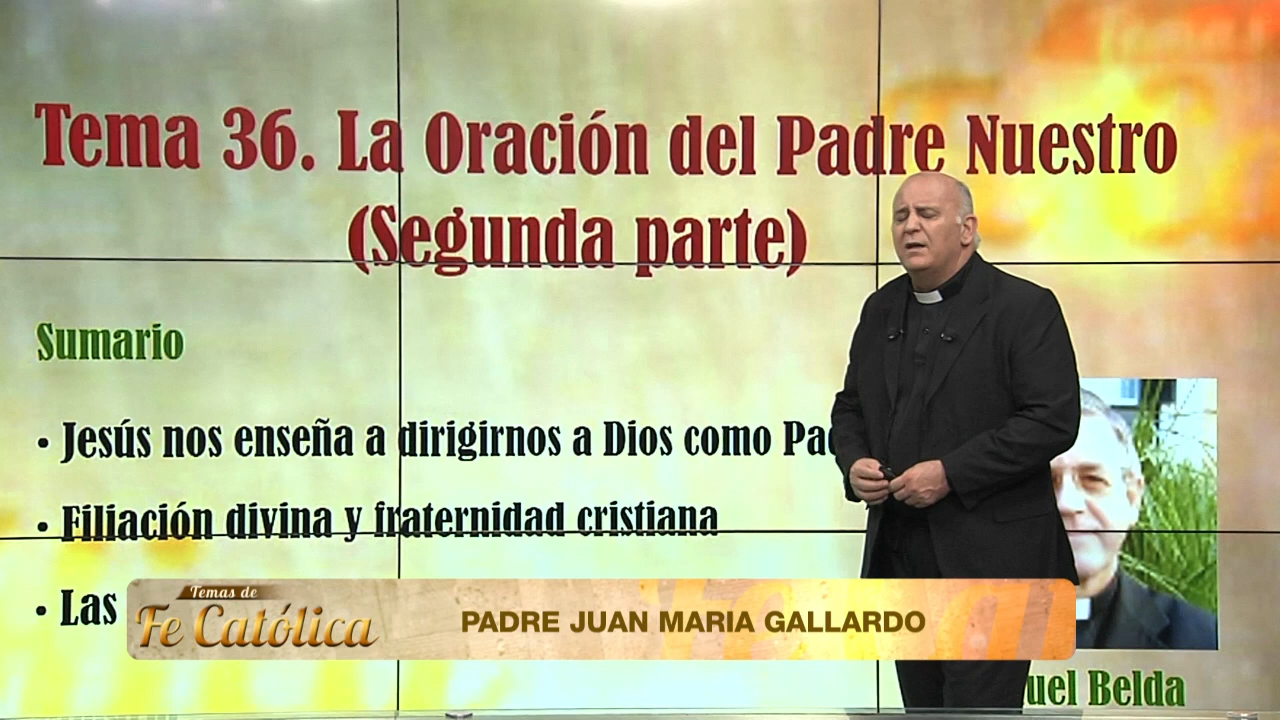 Tema 36. La Oración del Padre Nuestro
(Segunda parte)
Sumario
• Jesús nos enseña a dirigirnos a Dios como
• Filiación divina y fraternidad cristiana
• Las
Temas de
Fe Católica
PADRE JUAN MARIA GALLARDO
Belda